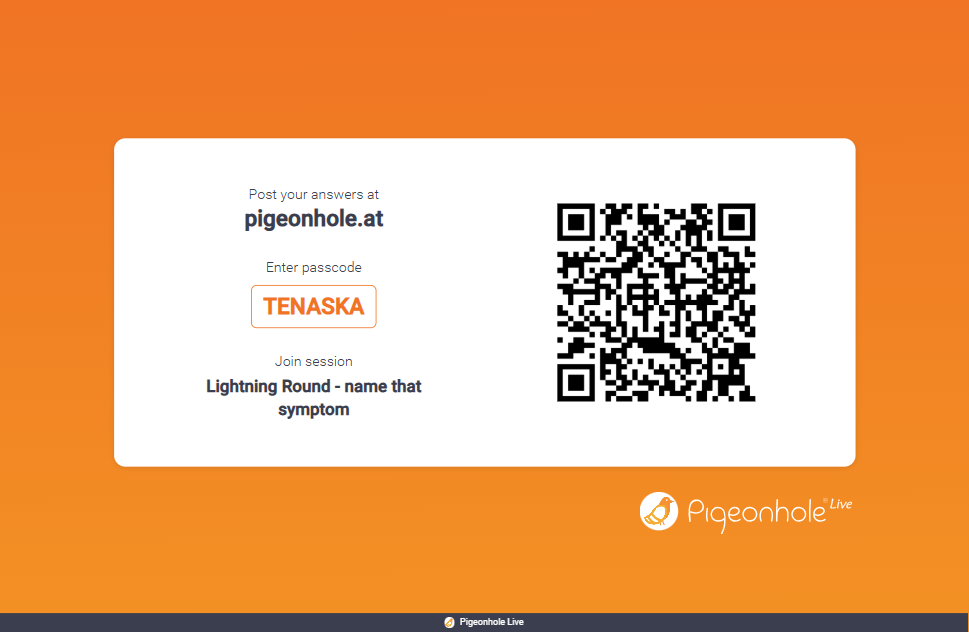 Post your answers at
pigeonhole.at
Enter passcode
TENASKA
Join session
Lightning Round - name that
symptom
Pigeonhole® Live
Pigeonhole Live